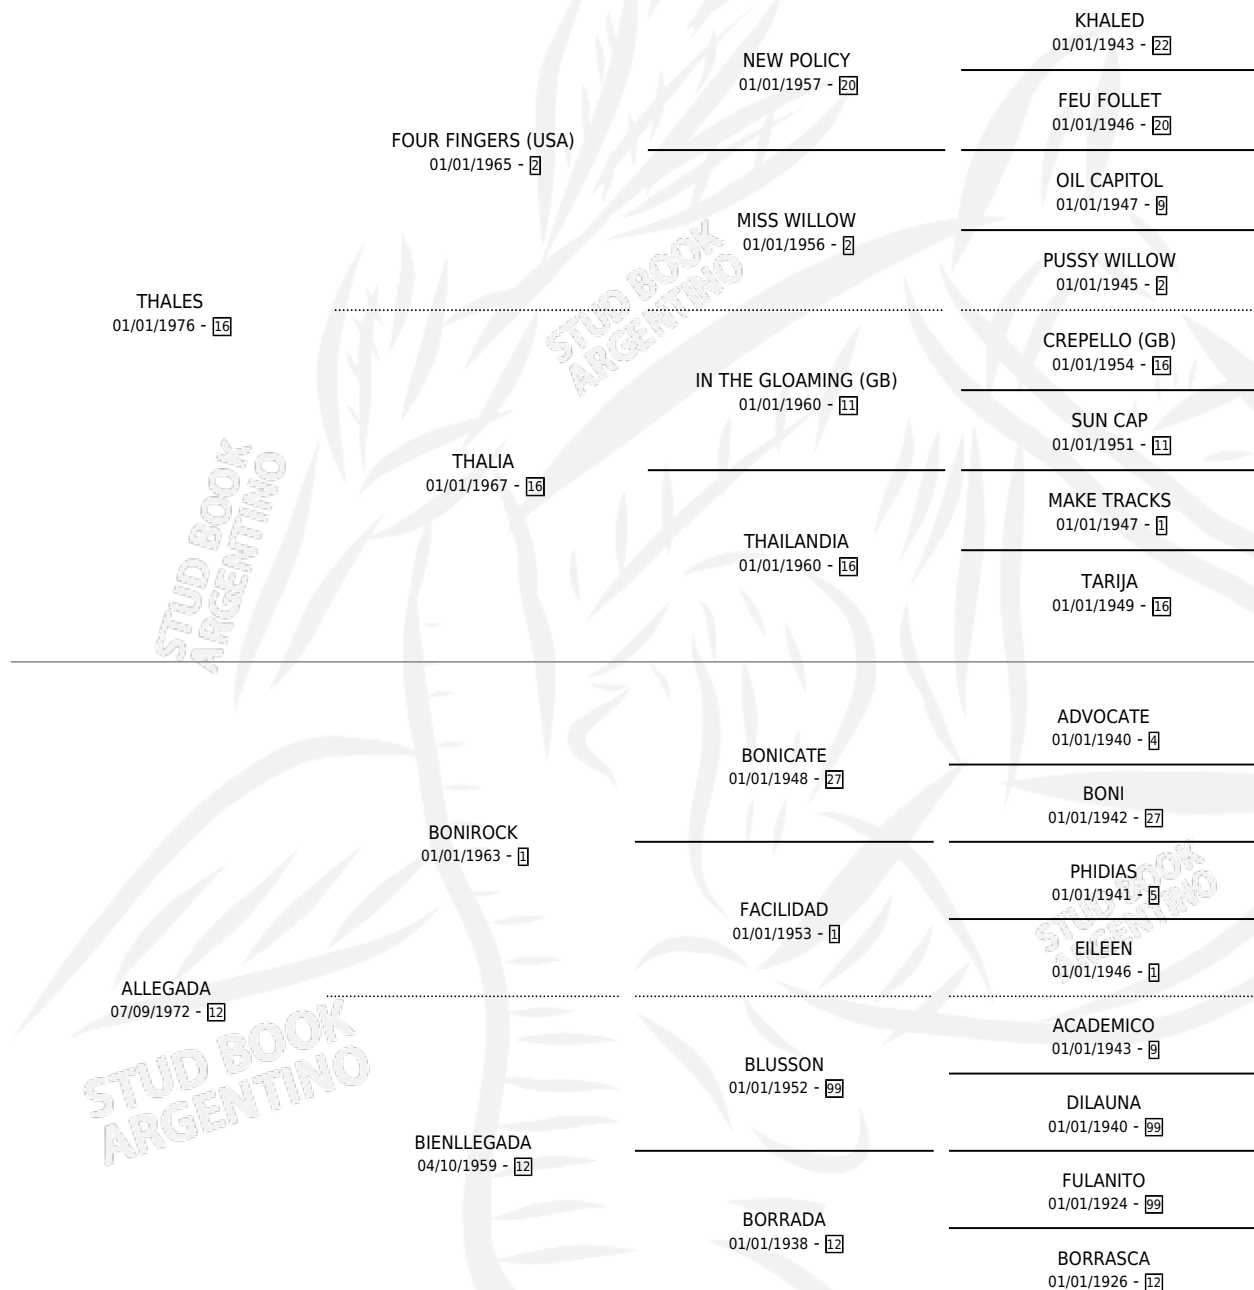 KHALED
01/01/1943 - 22
NEW POLICY
01/01/1957 - 20
FEU FOLLET
01/01/1946 - 20
FOUR FINGERS (USA)
01/01/1965 - 2
OIL CAPITOL
01/01/1947 - 9
MISS WILLOW
01/01/1956 - 2
PUSSY WILLOW
01/01/1945 - 2
THALES
01/01/1976 - 16
STUD BOOK
ARGENTINO
CREPELLO (GB)
01/01/1954 - 16
IN THE GLOAMING (GB)
01/01/1960 - 11
SUN CAP
01/01/1951 - 11
THALIA
01/01/1967 - 16
MAKE TRACKS
01/01/1947 - 1
THAILANDIA
01/01/1960 - 16
TARIJA
01/01/1949 - 16
STUD BOOK
ARGENTINO
ADVOCATE
01/01/1940 - 4
BONICATE
01/01/1948 - 27
BONI
01/01/1942 - 27
BONIROCK
01/01/1963 - 1
PHIDIAS
01/01/1941 - 5
FACILIDAD
01/01/1953 - 1
EILEEN
01/01/1946 - 1
STUD BOOK
ARGENTINO
ALLEGADA
07/09/1972 - 12
ACADEMICO
01/01/1943 - 9
BLUSSON
01/01/1952 - 99
DILAUNA
01/01/1940 - 99
STUD BOOK
ARGENTINO
BIENLLEGADA
04/10/1959 - 12
FULANITO
01/01/1924 - 99
BORRADA
01/01/1938 - 12
BORRASCA
01/01/1926 - 12